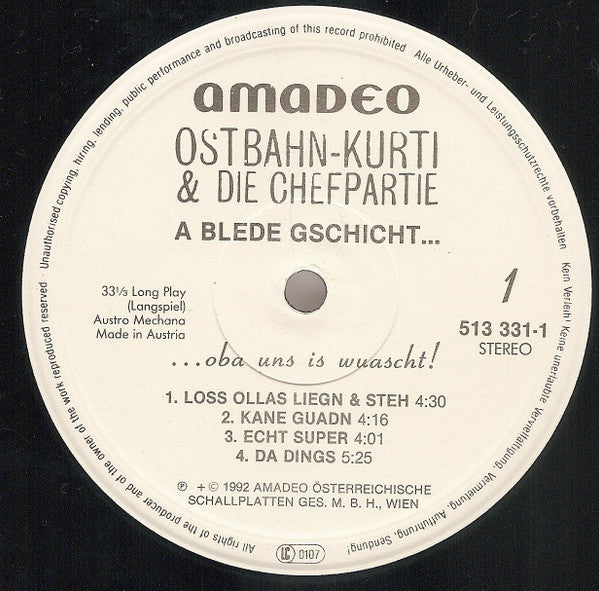 All rights of the producer and of the owner of the work reproduced reserved · Unauthorised copying, hiring, lending, public performance and broadcasting of this record prohibited
Alle Urheber- und Leistungsschutzrechte vorbehalten · Kein Verleih! Keine unerlaubte Vervielfältigung, Vermietung, Aufführung, Sendung!
amaDEO
OSTBAHN-KURTI
& DIE CHEFPARTIE
A BLEDE GSCHICHT...
33⅓ Long Play
(Langspiel)
Austro Mechana
Made in Austria
1
513 331-1
STEREO
...oba uns is wuascht!
1. LOSS OLLAS LIEGN & STEH 4:30
2. KANE GUADN 4:16
3. ECHT SUPER 4:01
4. DA DINGS 5:25
℗ + © 1992 AMADEO ÖSTERREICHISCHE
SCHALLPLATTEN GES. M. B. H., WIEN
LC 0107